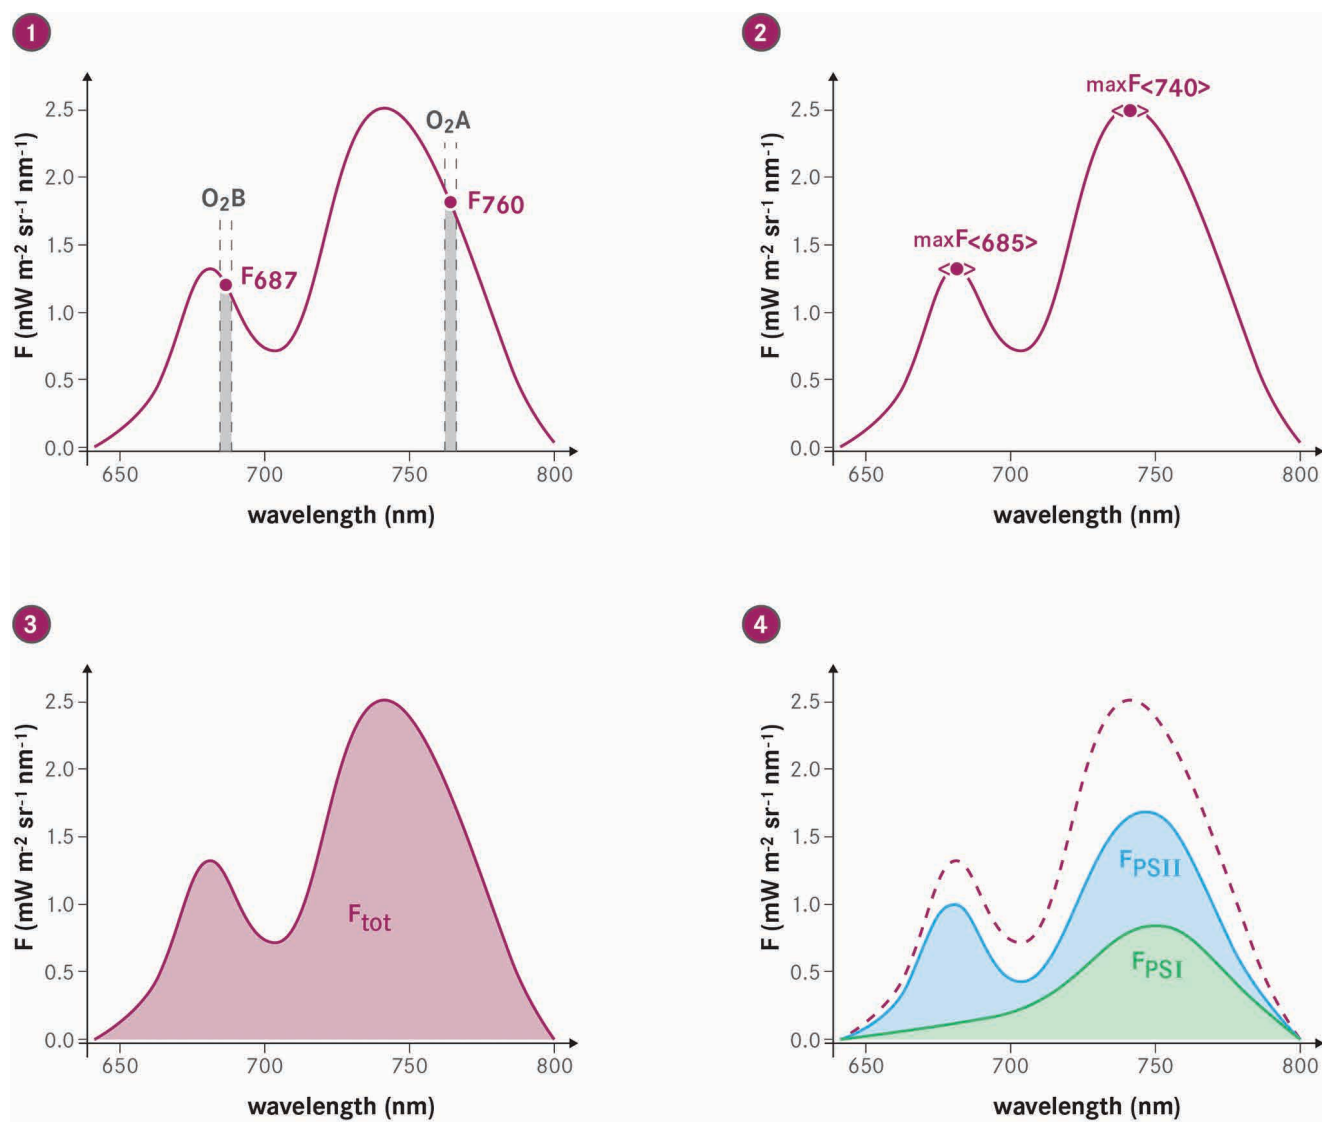 1
2.5
2.0
1.5
1.0
0.5
0.0
F (mW m-2 sr-1 nm-1)
O2B
F687
O2A
F760
650 700 750 800
wavelength (nm)
2
2.5
2.0
1.5
1.0
0.5
0.0
F (mW m-2 sr-1 nm-1)
maxF<685>
<>
maxF<740>
<>
650 700 750 800
wavelength (nm)
3
2.5
2.0
1.5
1.0
0.5
0.0
F (mW m-2 sr-1 nm-1)
Ftot
650 700 750 800
wavelength (nm)
4
2.5
2.0
1.5
1.0
0.5
0.0
F (mW m-2 sr-1 nm-1)
FPSII
FPSI
650 700 750 800
wavelength (nm)